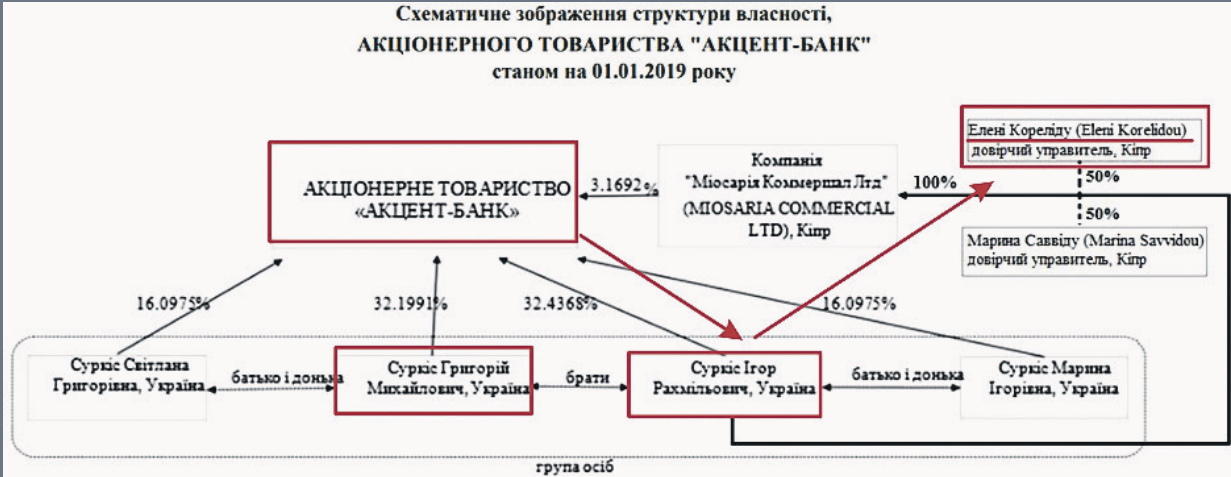 Схематичне зображення структури власності,
АКЦІОНЕРНОГО ТОВАРИСТВА "АКЦЕНТ-БАНК"
станом на 01.01.2019 року
Елені Кореліду (Eleni Korelidou)
довірчий управитель, Кіпр
50%
50%
Марина Саввіду (Marina Savvidou)
довірчий управитель, Кіпр
100%
Компанія
"Міосарія Коммершал Лтд"
(MIOSARIA COMMERCIAL
LTD), Кіпр
3.1692%
АКЦІОНЕРНЕ ТОВАРИСТВО
«АКЦЕНТ-БАНК»
16.0975%
32.1991%
32.4368%
16.0975%
Суркіс Світлана
Григорівна, Україна
батько і донька
Суркіс Григорій
Михайлович, Україна
брати
Суркіс Ігор
Рахмільович, Україна
батько і донька
Суркіс Марина
Ігорівна, Україна
група осіб